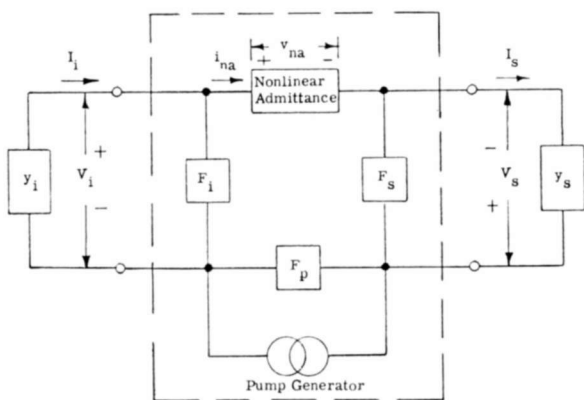 I_i
i_na
v_na
+ −
Nonlinear
Admittance
I_s
y_i
+
V_i
−
F_i
F_s
−
V_s
+
y_s
F_p
Pump Generator